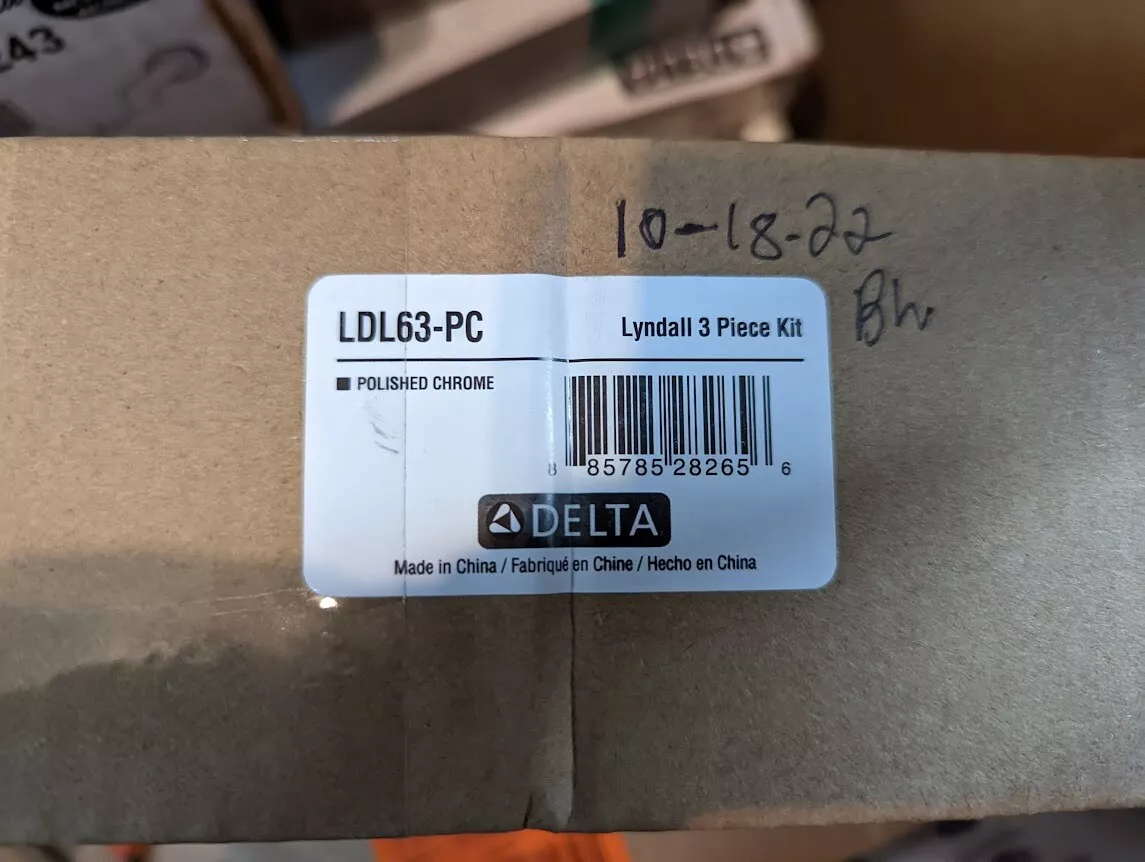 243
10-18-22
LDL63-PC
Lyndall 3 Piece Kit
POLISHED CHROME
8 85785 28265 6
DELTA
Made in China / Fabriqué en Chine / Hecho en China